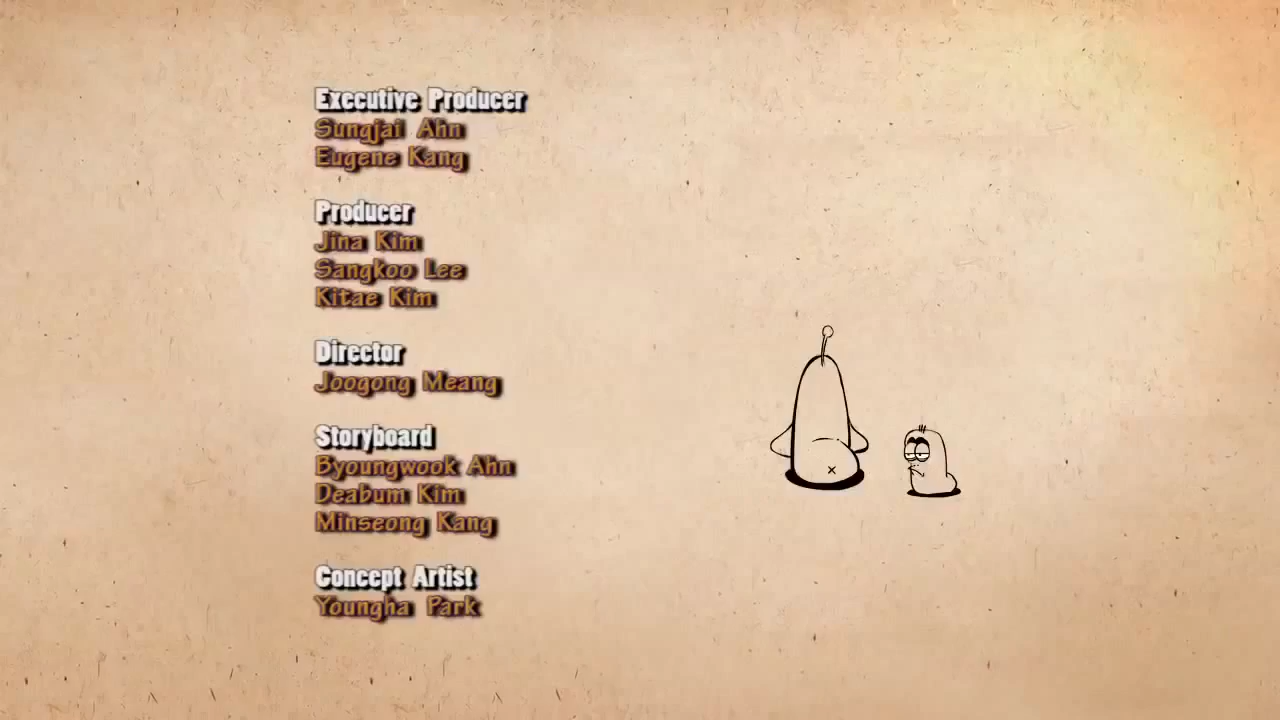 Executive Producer
Sungjai Ahn
Eugene Kang
Producer
Jina Kim
Sangkoo Lee
Kitae Kim
Director
Joogong Meang
Storyboard
Byoungwook Ahn
Deabum Kim
Minseong Kang
Concept Artist
Youngha Park